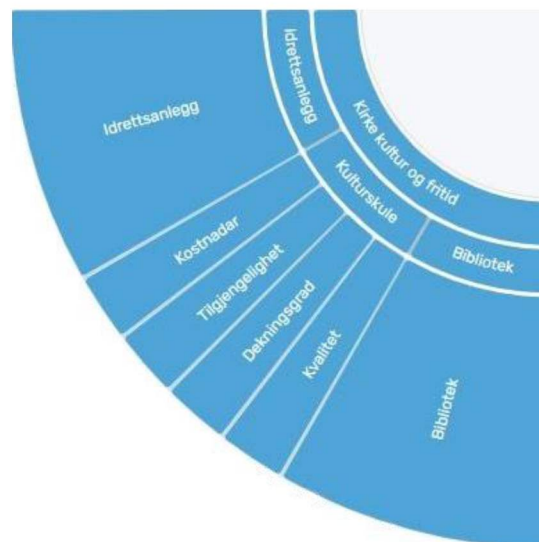 Kirke kultur og fritid
Idrettsanlegg
Kulturskule
Bibliotek
Idrettsanlegg
Kostnadar
Tilgjengelighet
Dekningsgrad
Kvalitet
Bibliotek